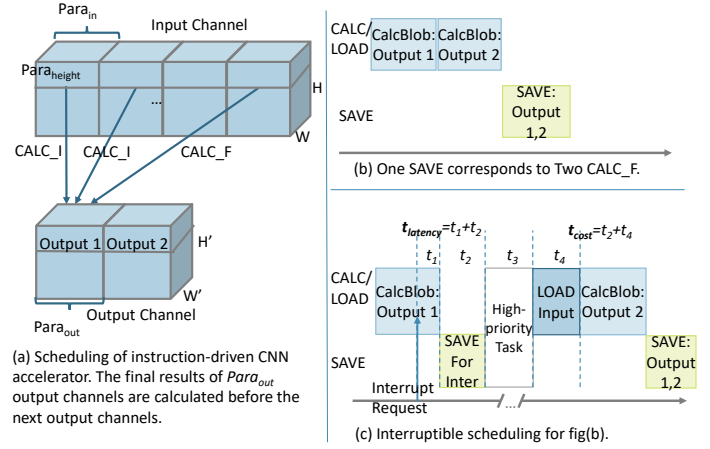 Para_in
Input Channel
Para_height
...
H
W
CALC_I
CALC_I
CALC_F
Output 1
Output 2
H'
W'
Para_out
Output Channel
(a) Scheduling of instruction-driven CNN
accelerator. The final results of Para_out
output channels are calculated before the
next output channels.
CALC/
LOAD
CalcBlob:
Output 1
CalcBlob:
Output 2
SAVE
SAVE:
Output
1,2
(b) One SAVE corresponds to Two CALC_F.
t_latency=t_1+t_2
t_cost=t_2+t_4
t_1
t_2
t_3
t_4
CALC/
LOAD
CalcBlob:
Output 1
High-
priority
Task
LOAD
Input
CalcBlob:
Output 2
SAVE
SAVE
For
Inter
SAVE:
Output
1,2
Interrupt
Request
...
(c) Interruptible scheduling for fig(b).